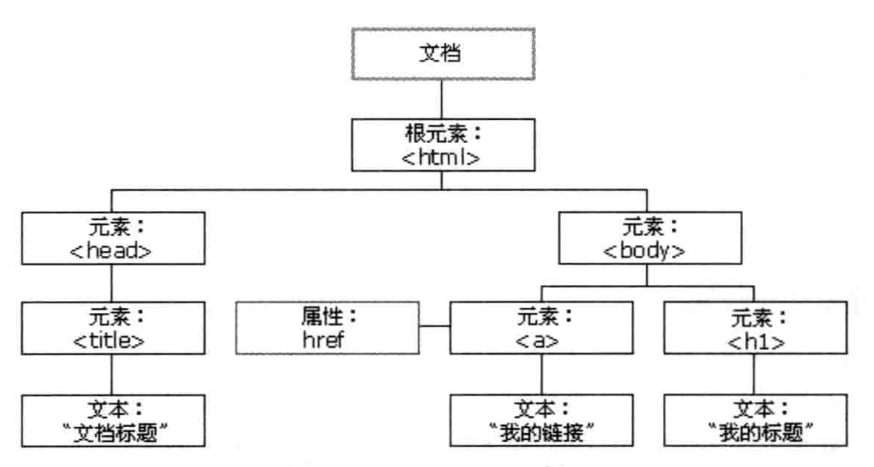 文档
根元素：
<html>
元素：
<head>
元素：
<body>
元素：
<title>
属性：
href
元素：
<a>
元素：
<h1>
文本：
“文档标题”
文本：
“我的链接”
文本：
“我的标题”